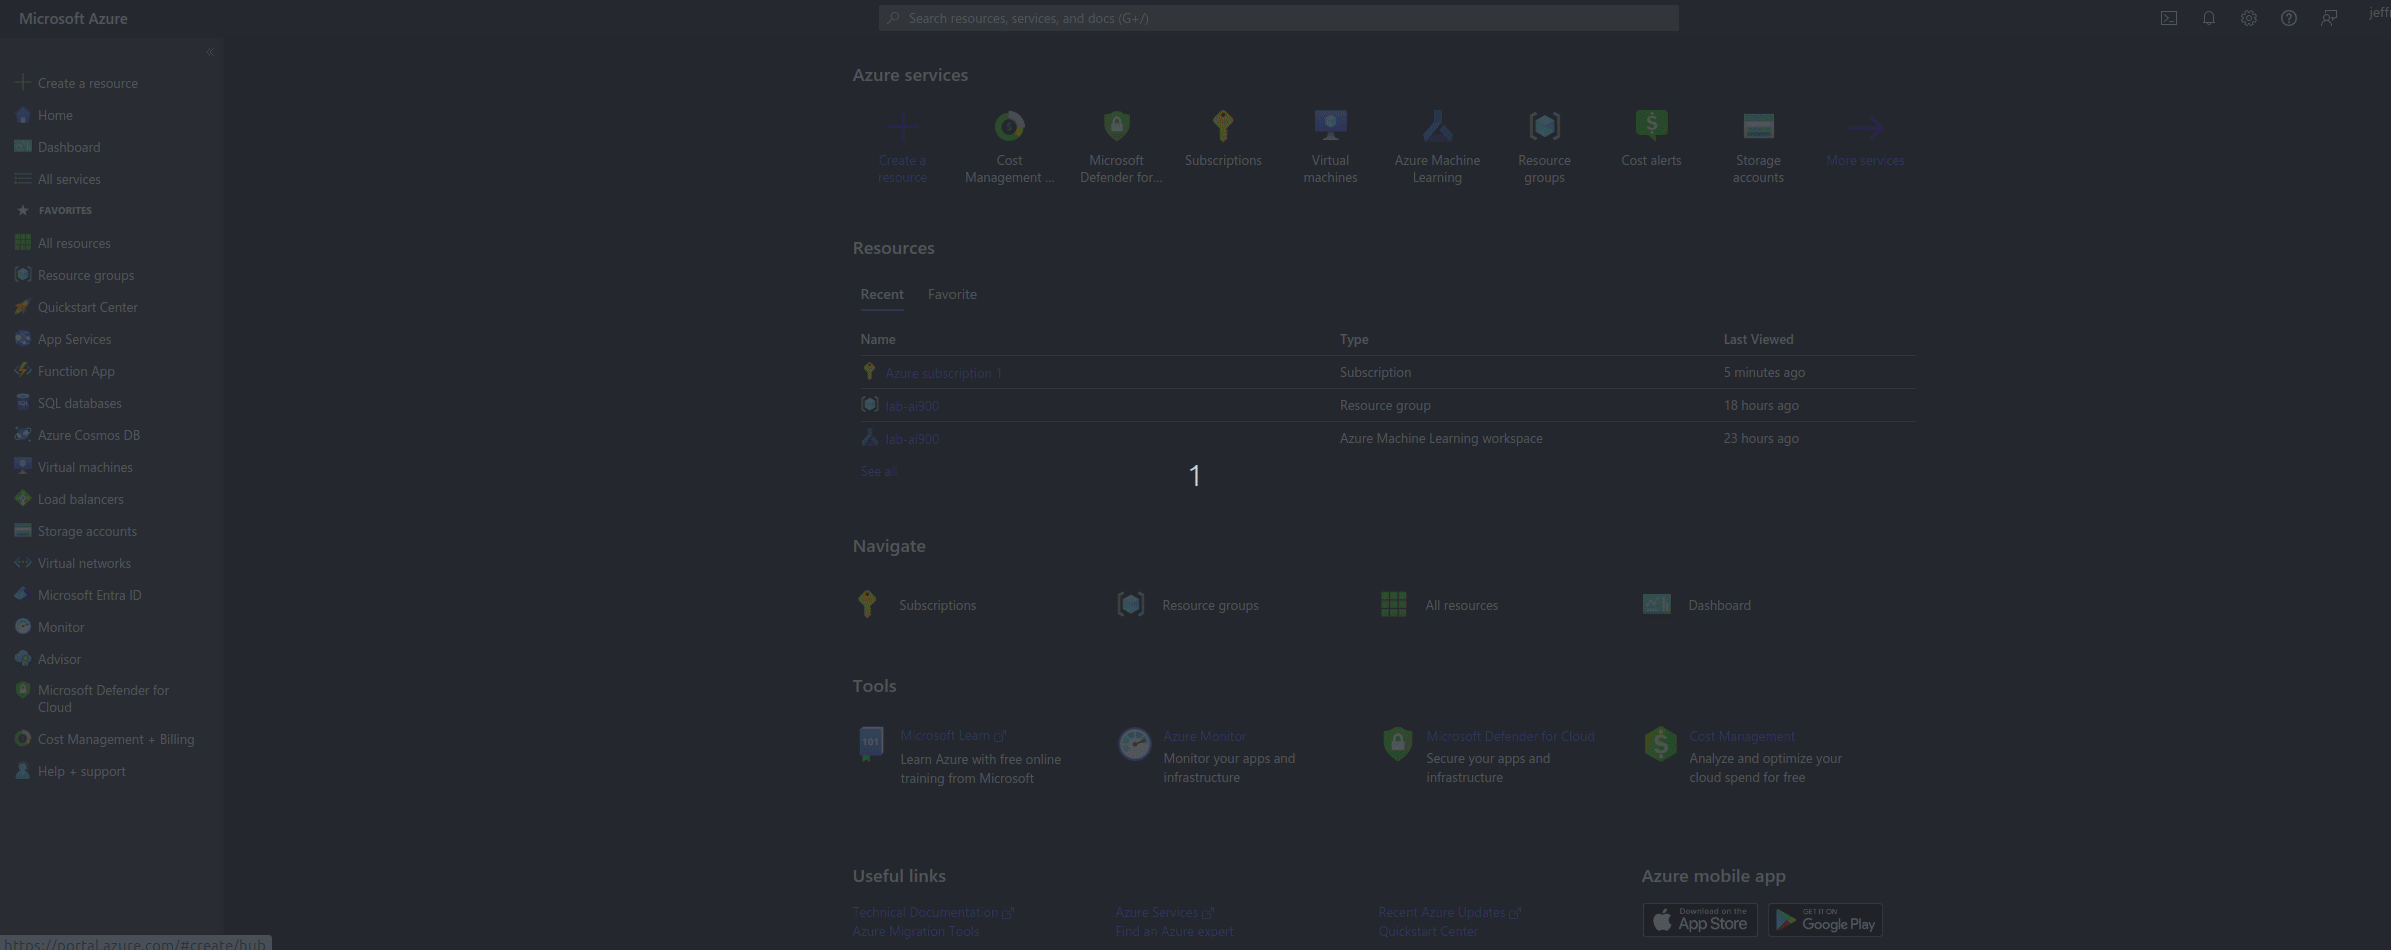 Microsoft Azure
Search resources, services, and docs (G+/)
jeff
«
Create a resource
Home
Dashboard
All services
FAVORITES
All resources
Resource groups
Quickstart Center
App Services
Function App
SQL databases
Azure Cosmos DB
Virtual machines
Load balancers
Storage accounts
Virtual networks
Microsoft Entra ID
Monitor
Advisor
Microsoft Defender for
Cloud
Cost Management + Billing
Help + support
https://portal.azure.com/#create/hub
Azure services
Create a
resource
Cost
Management ...
Microsoft
Defender for...
Subscriptions
Virtual
machines
Azure Machine
Learning
Resource
groups
Cost alerts
Storage
accounts
More services
Resources
Recent Favorite
Name Type Last Viewed
Azure subscription 1 Subscription 5 minutes ago
lab-ai900 Resource group 18 hours ago
lab-ai900 Azure Machine Learning workspace 23 hours ago
See all
1
Navigate
Subscriptions Resource groups All resources Dashboard
Tools
101
Microsoft Learn
Learn Azure with free online
training from Microsoft
Azure Monitor
Monitor your apps and
infrastructure
Microsoft Defender for Cloud
Secure your apps and
infrastructure
Cost Management
Analyze and optimize your
cloud spend for free
Useful links
Technical Documentation Azure Services Recent Azure Updates
Azure Migration Tools Find an Azure expert Quickstart Center
Azure mobile app
Download on the
App Store
GET IT ON
Google Play